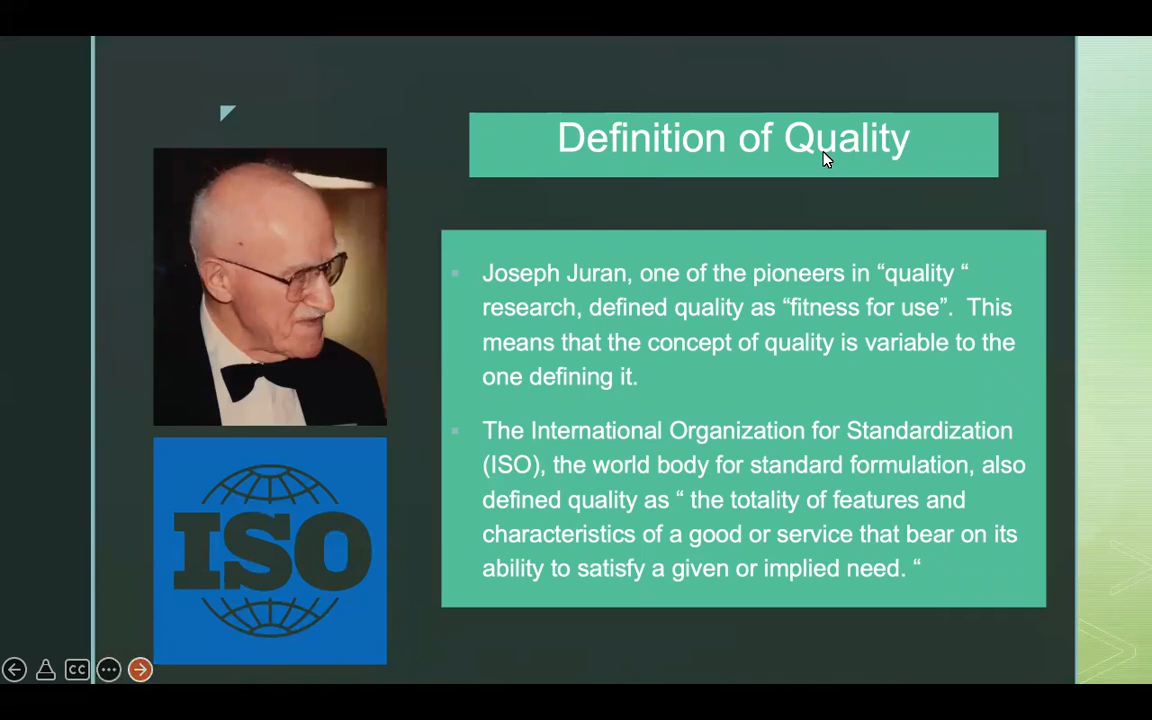 Definition of Quality
Joseph Juran, one of the pioneers in “quality “
research, defined quality as “fitness for use”.  This
means that the concept of quality is variable to the
one defining it.
The International Organization for Standardization
(ISO), the world body for standard formulation, also
defined quality as “ the totality of features and
characteristics of a good or service that bear on its
ability to satisfy a given or implied need. “
ISO
CC